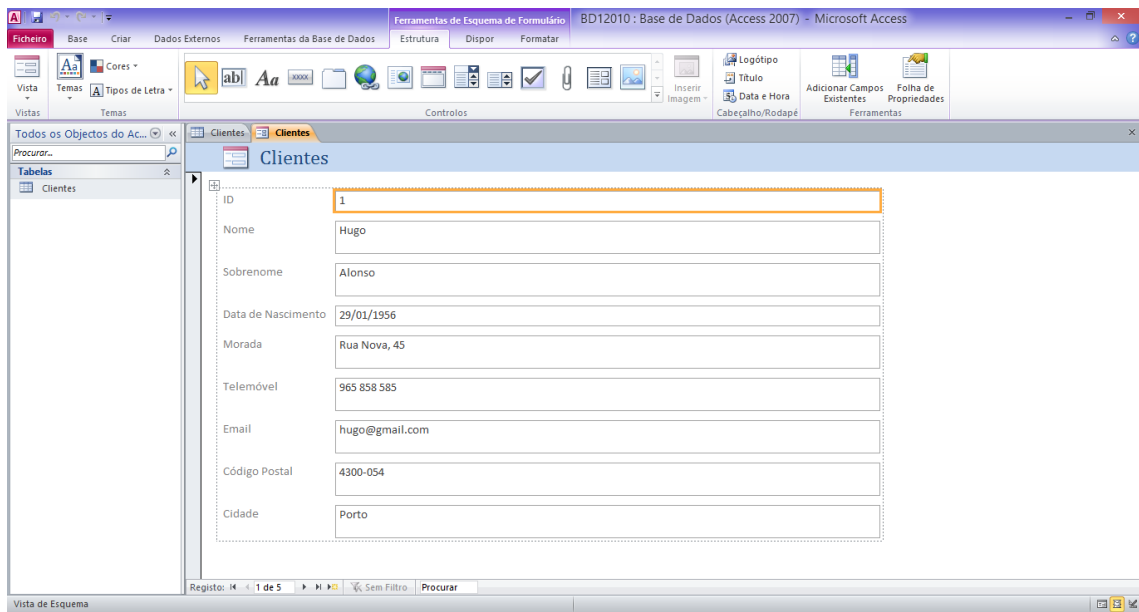 Ferramentas de Esquema de Formulário BD12010 : Base de Dados (Access 2007) - Microsoft Access
Ficheiro Base Criar Dados Externos Ferramentas da Base de Dados Estrutura Dispor Formatar
Vista
Vistas
Temas
Cores
Tipos de Letra
Temas
Aa
ab
Aa
XXXX
Controlos
Inserir
Imagem
Logótipo
Título
Data e Hora
Cabeçalho/Rodapé
Adicionar Campos
Existentes
Folha de
Propriedades
Ferramentas
Todos os Objectos do Ac...
Procurar...
Tabelas
Clientes
Clientes Clientes
Clientes
ID 1
Nome Hugo
Sobrenome Alonso
Data de Nascimento 29/01/1956
Morada Rua Nova, 45
Telemóvel 965 858 585
Email hugo@gmail.com
Código Postal 4300-054
Cidade Porto
Registo: 1 de 5 Sem Filtro Procurar
Vista de Esquema